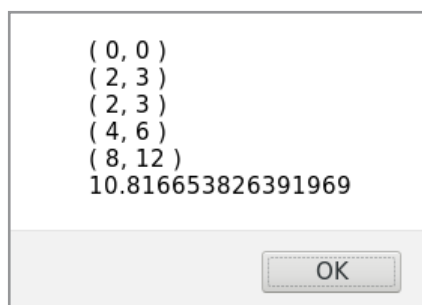 ( 0, 0 )
( 2, 3 )
( 2, 3 )
( 4, 6 )
( 8, 12 )
10.816653826391969
OK